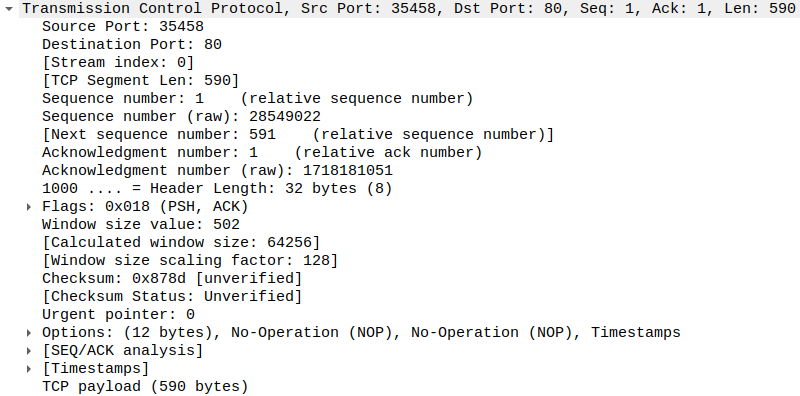 Transmission Control Protocol, Src Port: 35458, Dst Port: 80, Seq: 1, Ack: 1, Len: 590
Source Port: 35458
Destination Port: 80
[Stream index: 0]
[TCP Segment Len: 590]
Sequence number: 1    (relative sequence number)
Sequence number (raw): 28549022
[Next sequence number: 591    (relative sequence number)]
Acknowledgment number: 1    (relative ack number)
Acknowledgment number (raw): 1718181051
1000 .... = Header Length: 32 bytes (8)
Flags: 0x018 (PSH, ACK)
Window size value: 502
[Calculated window size: 64256]
[Window size scaling factor: 128]
Checksum: 0x878d [unverified]
[Checksum Status: Unverified]
Urgent pointer: 0
Options: (12 bytes), No-Operation (NOP), No-Operation (NOP), Timestamps
[SEQ/ACK analysis]
[Timestamps]
TCP payload (590 bytes)